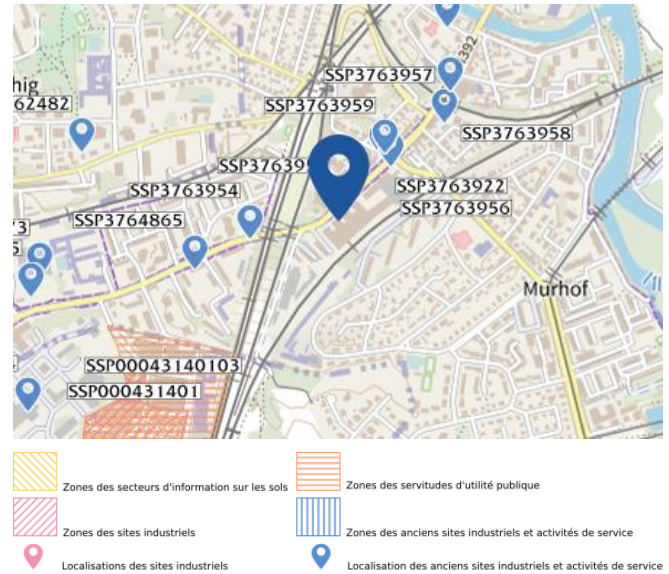 392
SSP3763957
hig
62482
SSP3763959
SSP3763958
SSP37639
SSP3763954
SSP3763922
SSP3763956
SSP3764865
73
Murhof
SSP00043140103
SSP000431401
Zones des secteurs d'information sur les sols
Zones des servitudes d'utilité publique
Zones des sites industriels
Zones des anciens sites industriels et activités de service
Localisations des sites industriels
Localisation des anciens sites industriels et activités de service